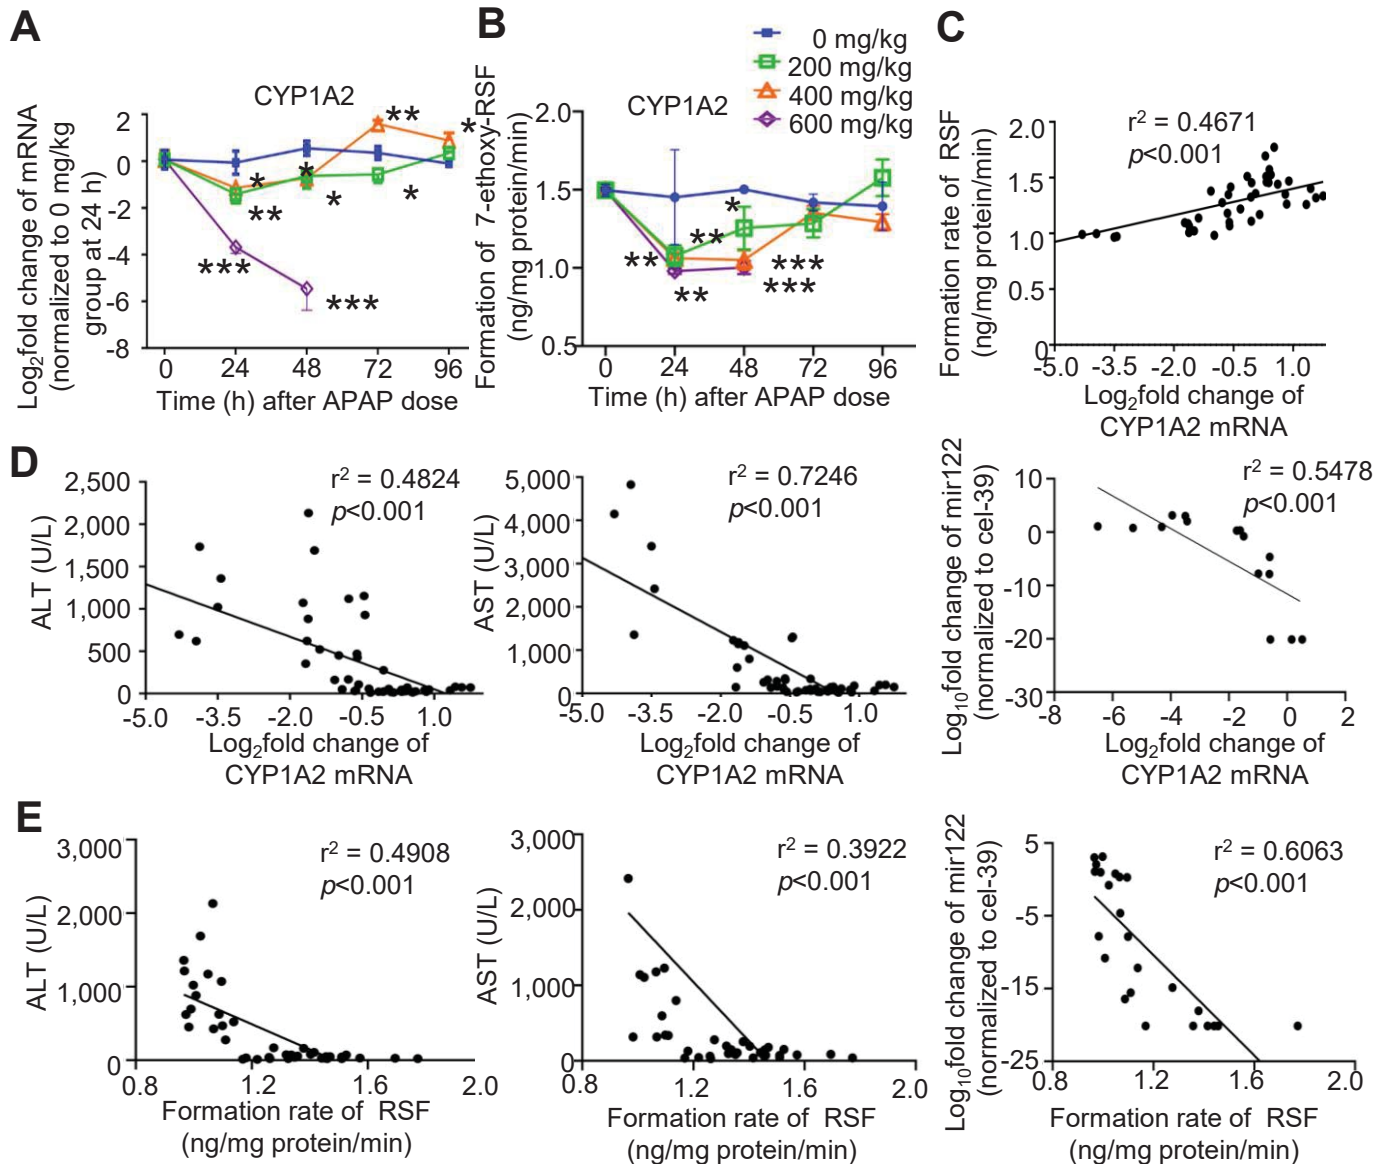 A
CYP1A2
Log2fold change of mRNA
(normalized to 0 mg/kg
group at 24 h)
2
0
-2
-4
-6
-8
**
*
*
*
**
*
*
***
***
0 24 48 72 96
Time (h) after APAP dose
B
0 mg/kg
200 mg/kg
400 mg/kg
600 mg/kg
CYP1A2
Formation of 7-ethoxy-RSF
(ng/mg protein/min)
2.0
1.5
1.0
0.5
*
**
**
**
***
***
0 24 48 72 96
Time (h) after APAP dose
C
r² = 0.4671
p<0.001
Formation rate of RSF
(ng/mg protein/min)
2.0
1.5
1.0
0.5
0
-5.0 -3.5 -2.0 -0.5 1.0
Log2fold change of
CYP1A2 mRNA
D
r² = 0.4824
p<0.001
ALT (U/L)
2,500
2,000
1,500
1,000
500
0
-5.0 -3.5 -2.0 -0.5 1.0
Log2fold change of
CYP1A2 mRNA
r² = 0.7246
p<0.001
AST (U/L)
5,000
4,000
3,000
2,000
1,000
0
-5.0 -3.5 -2.0 -0.5 1.0
Log2fold change of
CYP1A2 mRNA
r² = 0.5478
p<0.001
Log10fold change of mir122
(normalized to cel-39)
10
0
-10
-20
-30
-8 -6 -4 -2 0 2
Log2fold change of
CYP1A2 mRNA
E
r² = 0.4908
p<0.001
ALT (U/L)
3,000
2,000
1,000
0
0.8 1.2 1.6 2.0
Formation rate of RSF
(ng/mg protein/min)
r² = 0.3922
p<0.001
AST (U/L)
3,000
2,000
1,000
0
0.8 1.2 1.6 2.0
Formation rate of RSF
(ng/mg protein/min)
r² = 0.6063
p<0.001
Log10fold change of mir122
(normalized to cel-39)
5
-5
-15
-25
0.8 1.2 1.6 2.0
Formation rate of RSF
(ng/mg protein/min)